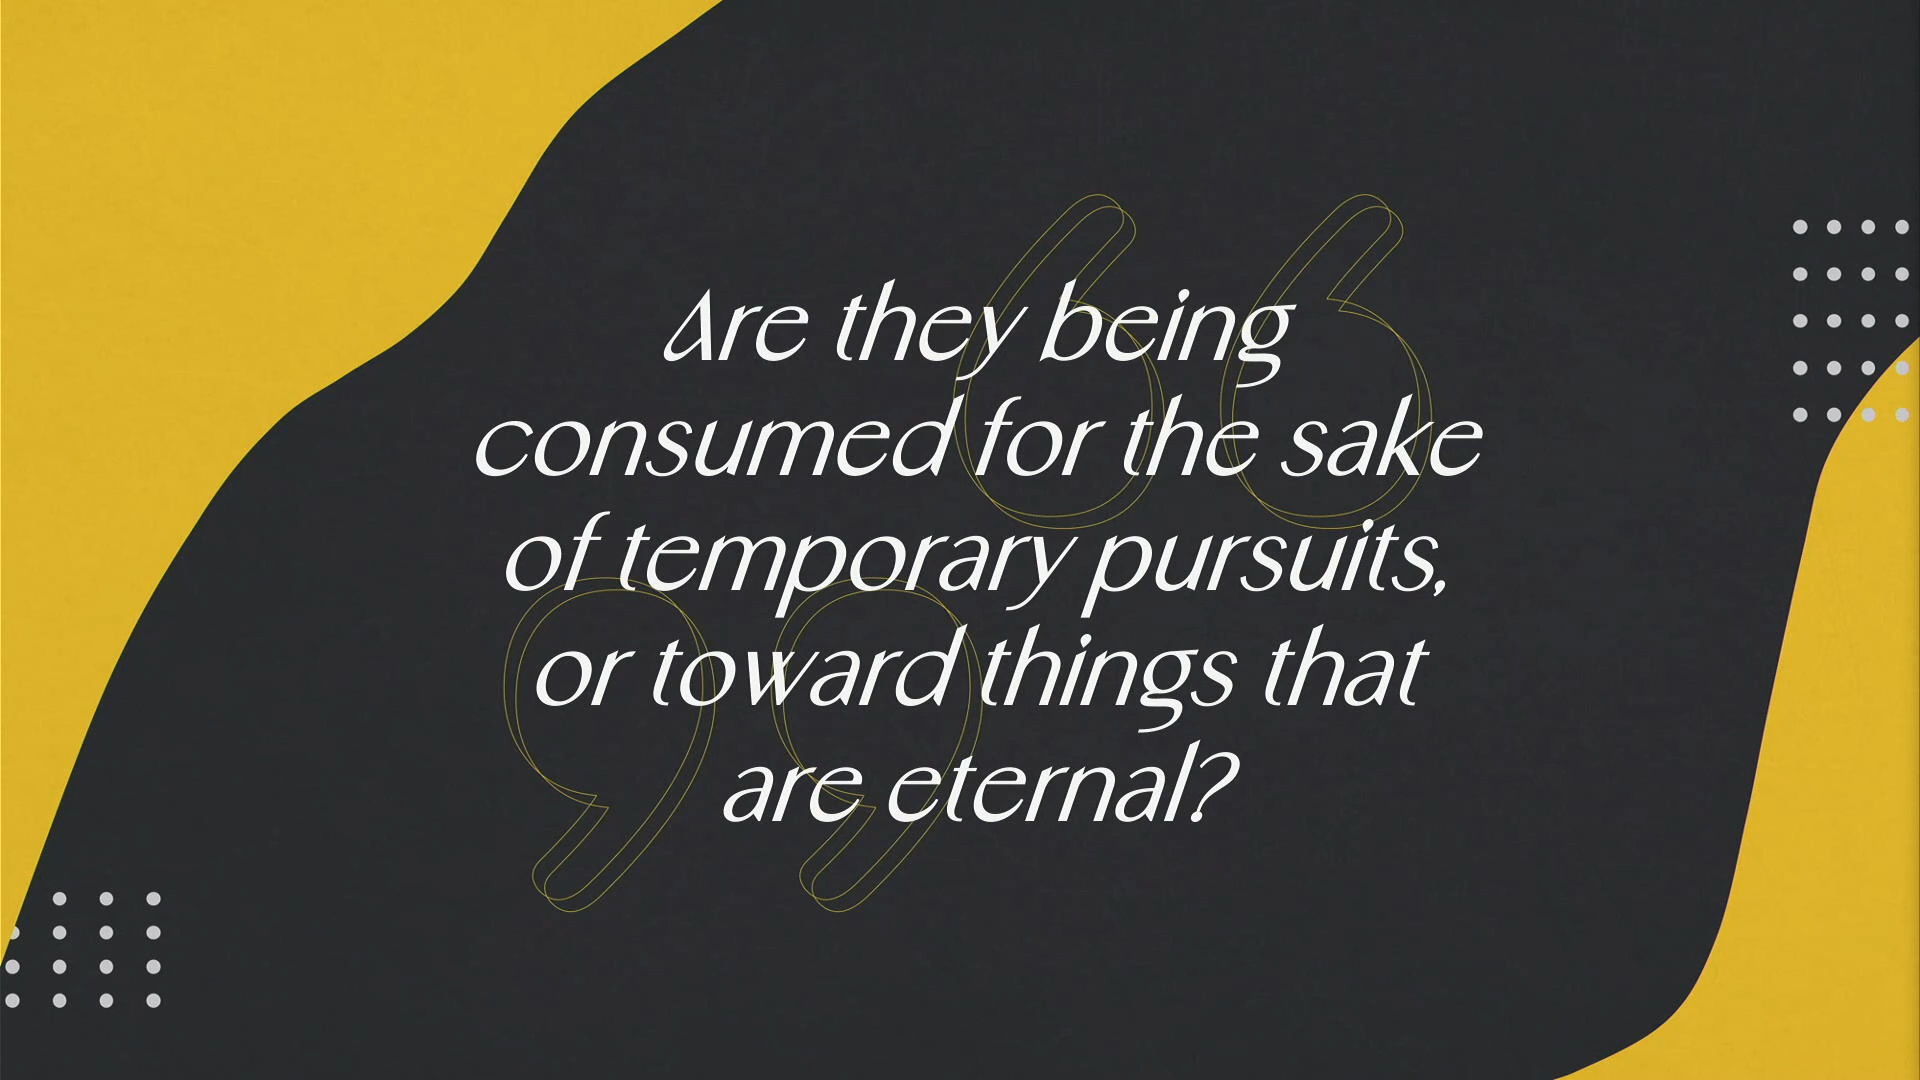 Are they being
consumed for the sake
of temporary pursuits,
or toward things that
are eternal?